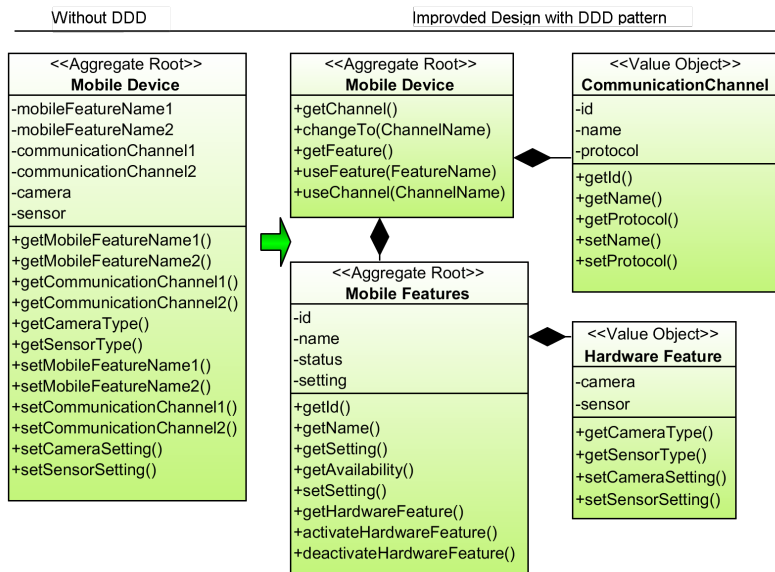 Without DDD
Improvded Design with DDD pattern
<<Aggregate Root>>
Mobile Device
-mobileFeatureName1
-mobileFeatureName2
-communicationChannel1
-communicationChannel2
-camera
-sensor
+getMobileFeatureName1()
+getMobileFeatureName2()
+getCommunicationChannel1()
+getCommunicationChannel2()
+getCameraType()
+getSensorType()
+setMobileFeatureName1()
+setMobileFeatureName2()
+setCommunicationChannel1()
+setCommunicationChannel2()
+setCameraSetting()
+setSensorSetting()
<<Aggregate Root>>
Mobile Device
+getChannel()
+changeTo(ChannelName)
+getFeature()
+useFeature(FeatureName)
+useChannel(ChannelName)
<<Value Object>>
CommunicationChannel
-id
-name
-protocol
+getId()
+getName()
+getProtocol()
+setName()
+setProtocol()
<<Aggregate Root>>
Mobile Features
-id
-name
-status
-setting
+getId()
+getName()
+getSetting()
+getAvailability()
+setSetting()
+getHardwareFeature()
+activateHardwareFeature()
+deactivateHardwareFeature()
<<Value Object>>
Hardware Feature
-camera
-sensor
+getCameraType()
+getSensorType()
+setCameraSetting()
+setSensorSetting()